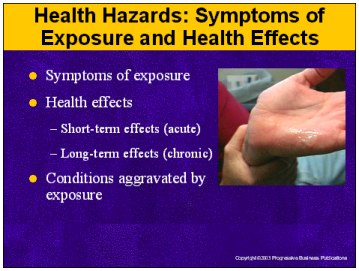 Health Hazards: Symptoms of
Exposure and Health Effects
Symptoms of exposure
Health effects
– Short-term effects (acute)
– Long-term effects (chronic)
Conditions aggravated by
exposure
Copyright ©2003 Progressive Business Publications